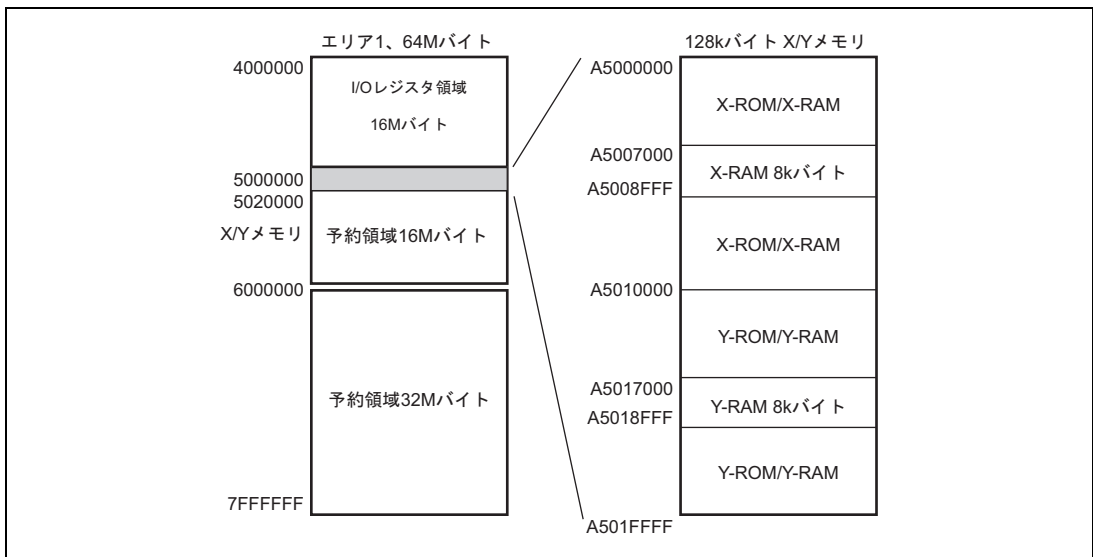 エリア1、64Mバイト
4000000
I/Oレジスタ領域
16Mバイト
5000000
5020000
X/Yメモリ
予約領域16Mバイト
6000000
予約領域32Mバイト
7FFFFFF
128kバイト X/Yメモリ
A5000000
X-ROM/X-RAM
A5007000
X-RAM 8kバイト
A5008FFF
X-ROM/X-RAM
A5010000
Y-ROM/Y-RAM
A5017000
Y-RAM 8kバイト
A5018FFF
Y-ROM/Y-RAM
A501FFFF